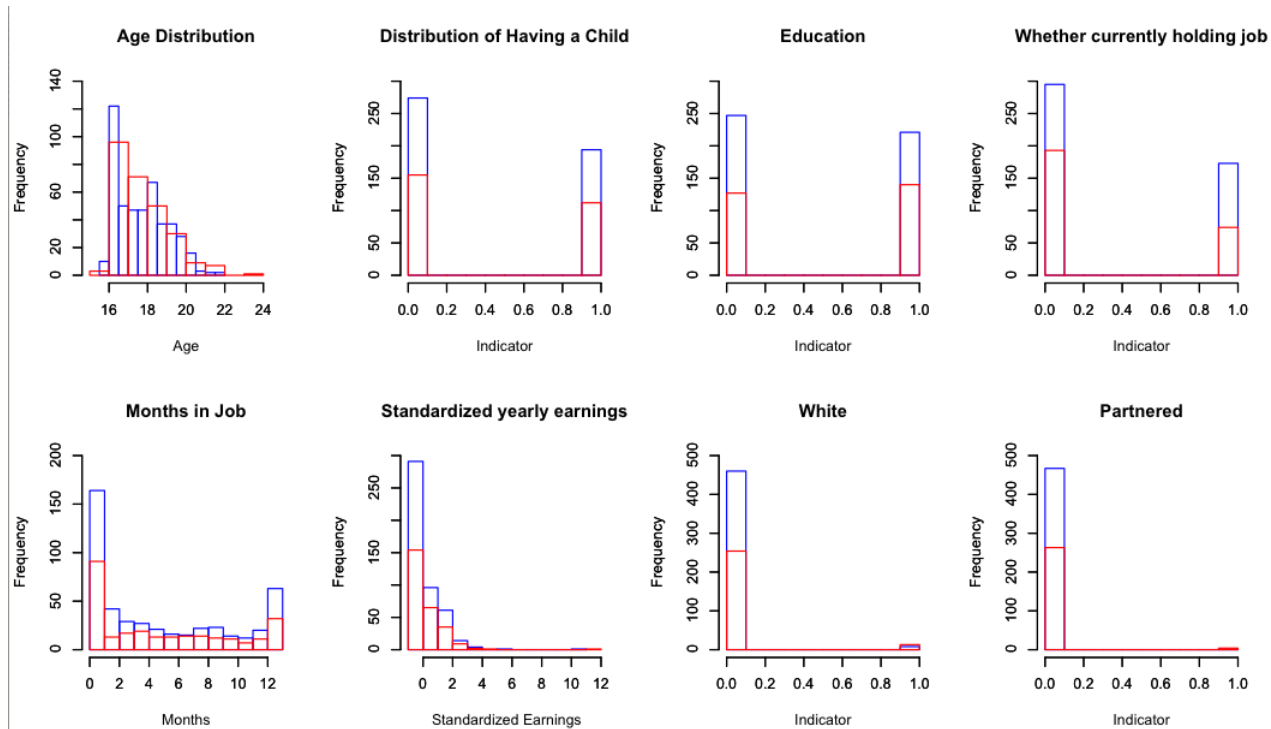 Age Distribution
Frequency
0 20 60 100 140
16 18 20 22 24
Age
Distribution of Having a Child
Frequency
0 50 150 250
0.0 0.2 0.4 0.6 0.8 1.0
Indicator
Education
Frequency
0 50 150 250
0.0 0.2 0.4 0.6 0.8 1.0
Indicator
Whether currently holding job
Frequency
0 50 150 250
0.0 0.2 0.4 0.6 0.8 1.0
Indicator
Months in Job
Frequency
0 50 100 150 200
0 2 4 6 8 10 12
Months
Standardized yearly earnings
Frequency
0 50 150 250
0 2 4 6 8 10 12
Standardized Earnings
White
Frequency
0 100 200 300 400 500
0.0 0.2 0.4 0.6 0.8 1.0
Indicator
Partnered
Frequency
0 100 200 300 400 500
0.0 0.2 0.4 0.6 0.8 1.0
Indicator